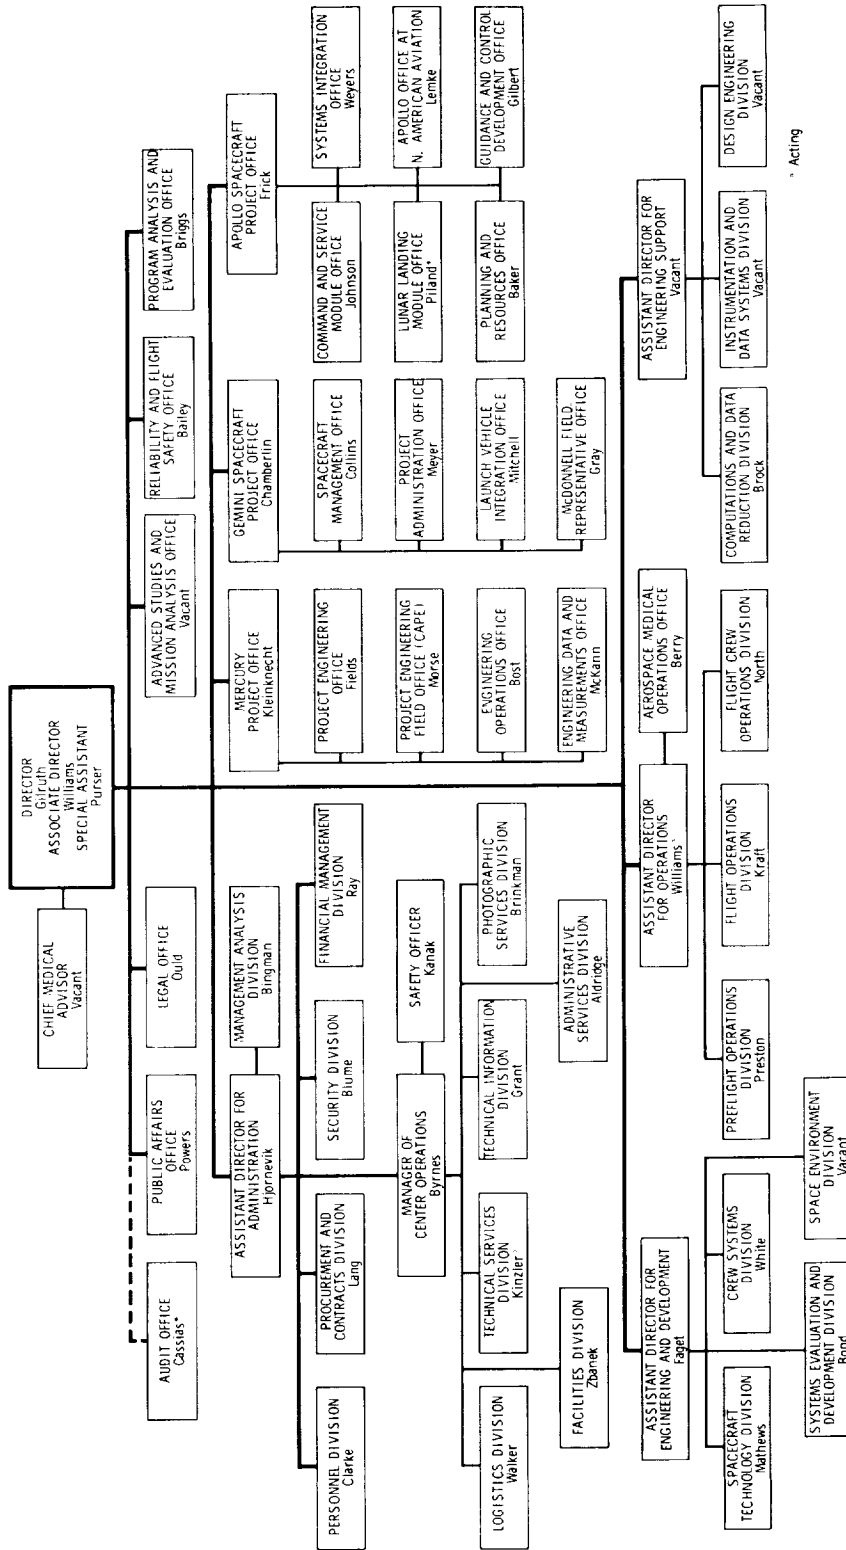 DIRECTOR
Gilruth
ASSOCIATE DIRECTOR
Williams
SPECIAL ASSISTANT
Purser
CHIEF MEDICAL
ADVISOR
Vacant
AUDIT OFFICE
Cassias*
PUBLIC AFFAIRS
OFFICE
Powers
LEGAL OFFICE
Ould
ADVANCED STUDIES AND
MISSION ANALYSIS OFFICE
Vacant
RELIABILITY AND FLIGHT
SAFETY OFFICE
Bailey
PROGRAM ANALYSIS AND
EVALUATION OFFICE
Briggs
ASSISTANT DIRECTOR FOR
ADMINISTRATION
Hjornevik
MANAGEMENT ANALYSIS
DIVISION
Bingman
MERCURY
PROJECT OFFICE
Kleinknecht
GEMINI SPACECRAFT
PROJECT OFFICE
Chamberlin
APOLLO SPACECRAFT
PROJECT OFFICE
Frick
PERSONNEL DIVISION
Clarke
PROCUREMENT AND
CONTRACTS DIVISION
Lang
SECURITY DIVISION
Blume
FINANCIAL MANAGEMENT
DIVISION
Ray
PROJECT ENGINEERING
OFFICE
Fields
SPACECRAFT
MANAGEMENT OFFICE
Collins
COMMAND AND SERVICE
MODULE OFFICE
Johnson
SYSTEMS INTEGRATION
OFFICE
Weyers
MANAGER OF
CENTER OPERATIONS
Byrnes
SAFETY OFFICER
Kanak
PROJECT ENGINEERING
FIELD OFFICE (CAPE)
Morse
PROJECT
ADMINISTRATION OFFICE
Meyer
LUNAR LANDING
MODULE OFFICE
Piland*
APOLLO OFFICE AT
N. AMERICAN AVIATION
Lemke
LOGISTICS DIVISION
Walker
TECHNICAL SERVICES
DIVISION
Kinzler
TECHNICAL INFORMATION
DIVISION
Grant
PHOTOGRAPHIC
SERVICES DIVISION
Brinkman
ENGINEERING
OPERATIONS OFFICE
Bost
LAUNCH VEHICLE
INTEGRATION OFFICE
Mitchell
PLANNING AND
RESOURCES OFFICE
Baker
GUIDANCE AND CONTROL
DEVELOPMENT OFFICE
Gilbert
FACILITIES DIVISION
Zbanek
ADMINISTRATIVE
SERVICES DIVISION
Aldridge
ENGINEERING DATA AND
MEASUREMENTS OFFICE
McKann
McDONNELL FIELD
REPRESENTATIVE OFFICE
Gray
ASSISTANT DIRECTOR FOR
ENGINEERING AND DEVELOPMENT
Faget
ASSISTANT DIRECTOR
FOR OPERATIONS
Williams*
AEROSPACE MEDICAL
OPERATIONS OFFICE
Berry
ASSISTANT DIRECTOR FOR
ENGINEERING SUPPORT
Vacant
SPACECRAFT
TECHNOLOGY DIVISION
Mathews
CREW SYSTEMS
DIVISION
White
PREFLIGHT OPERATIONS
DIVISION
Preston
FLIGHT OPERATIONS
DIVISION
Kraft
FLIGHT CREW
OPERATIONS DIVISION
North
COMPUTATIONS AND DATA
REDUCTION DIVISION
Brock
INSTRUMENTATION AND
DATA SYSTEMS DIVISION
Vacant
DESIGN ENGINEERING
DIVISION
Vacant
SYSTEMS EVALUATION AND
DEVELOPMENT DIVISION
Bond
SPACE ENVIRONMENT
DIVISION
Vacant
* Acting